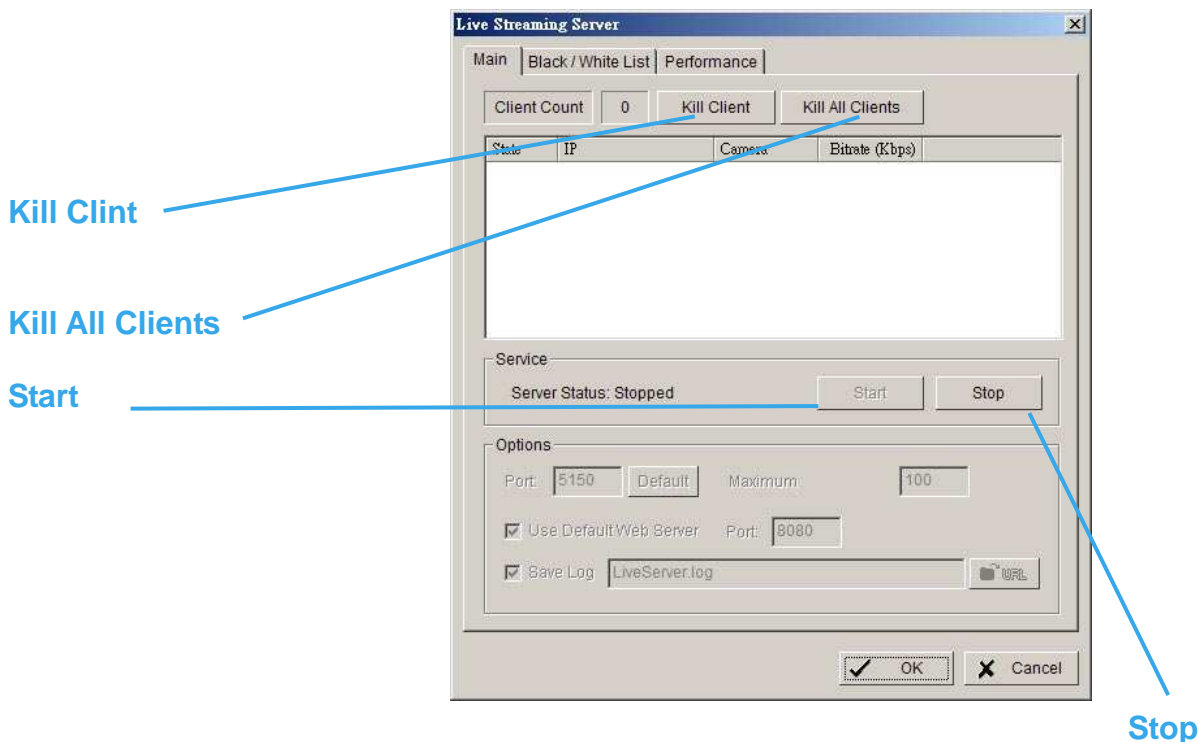 Live Streaming Server
Main Black / White List Performance
Client Count 0 Kill Client Kill All Clients
State IP Camera Bitrate (Kbps)
Kill Clint
Kill All Clients
Start
Service
Server Status: Stopped Start Stop
Options
Port: 5150 Default Maximum 100
Use Default Web Server Port: 8080
Save Log LiveServer.log URL
OK Cancel
Stop